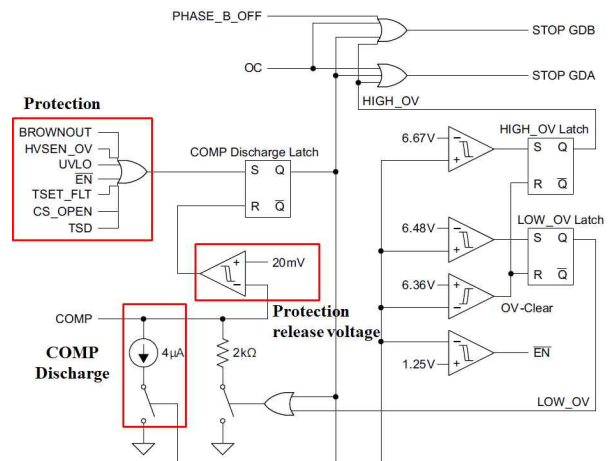 PHASE_B_OFF
STOP GDB
OC
STOP GDA
HIGH_OV
Protection
BROWNOUT
HVSEN_OV
UVLO
EN
TSET_FLT
CS_OPEN
TSD
COMP Discharge Latch
S Q
R Q
6.67V
HIGH_OV Latch
S Q
R Q
6.48V
LOW_OV Latch
S Q
R Q
6.36V
OV-Clear
20mV
Protection
release voltage
COMP
COMP
Discharge
4µA
2kΩ
1.25V
EN
LOW_OV